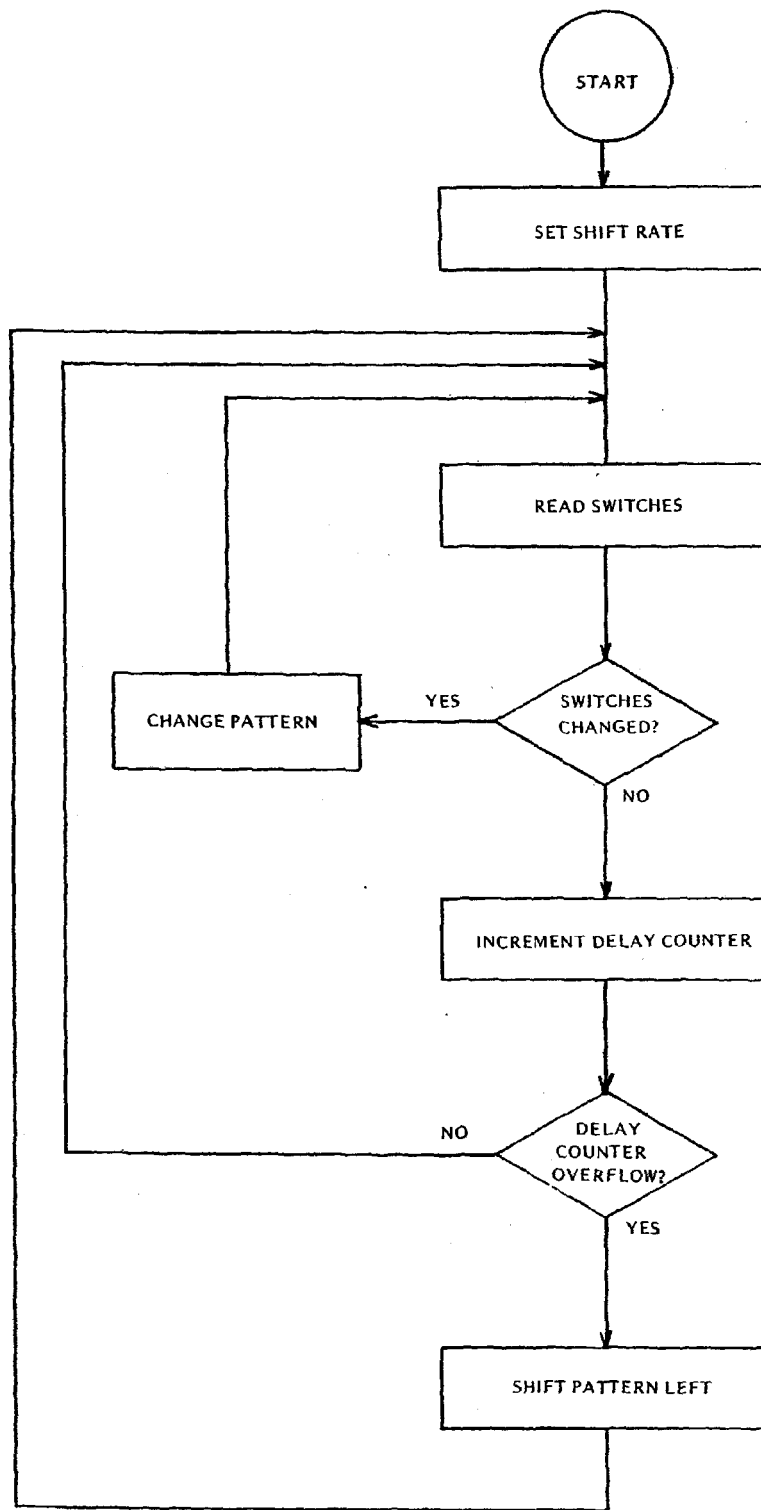 START
SET SHIFT RATE
READ SWITCHES
SWITCHES
CHANGED?
YES
CHANGE PATTERN
NO
INCREMENT DELAY COUNTER
DELAY
COUNTER
OVERFLOW?
NO
YES
SHIFT PATTERN LEFT